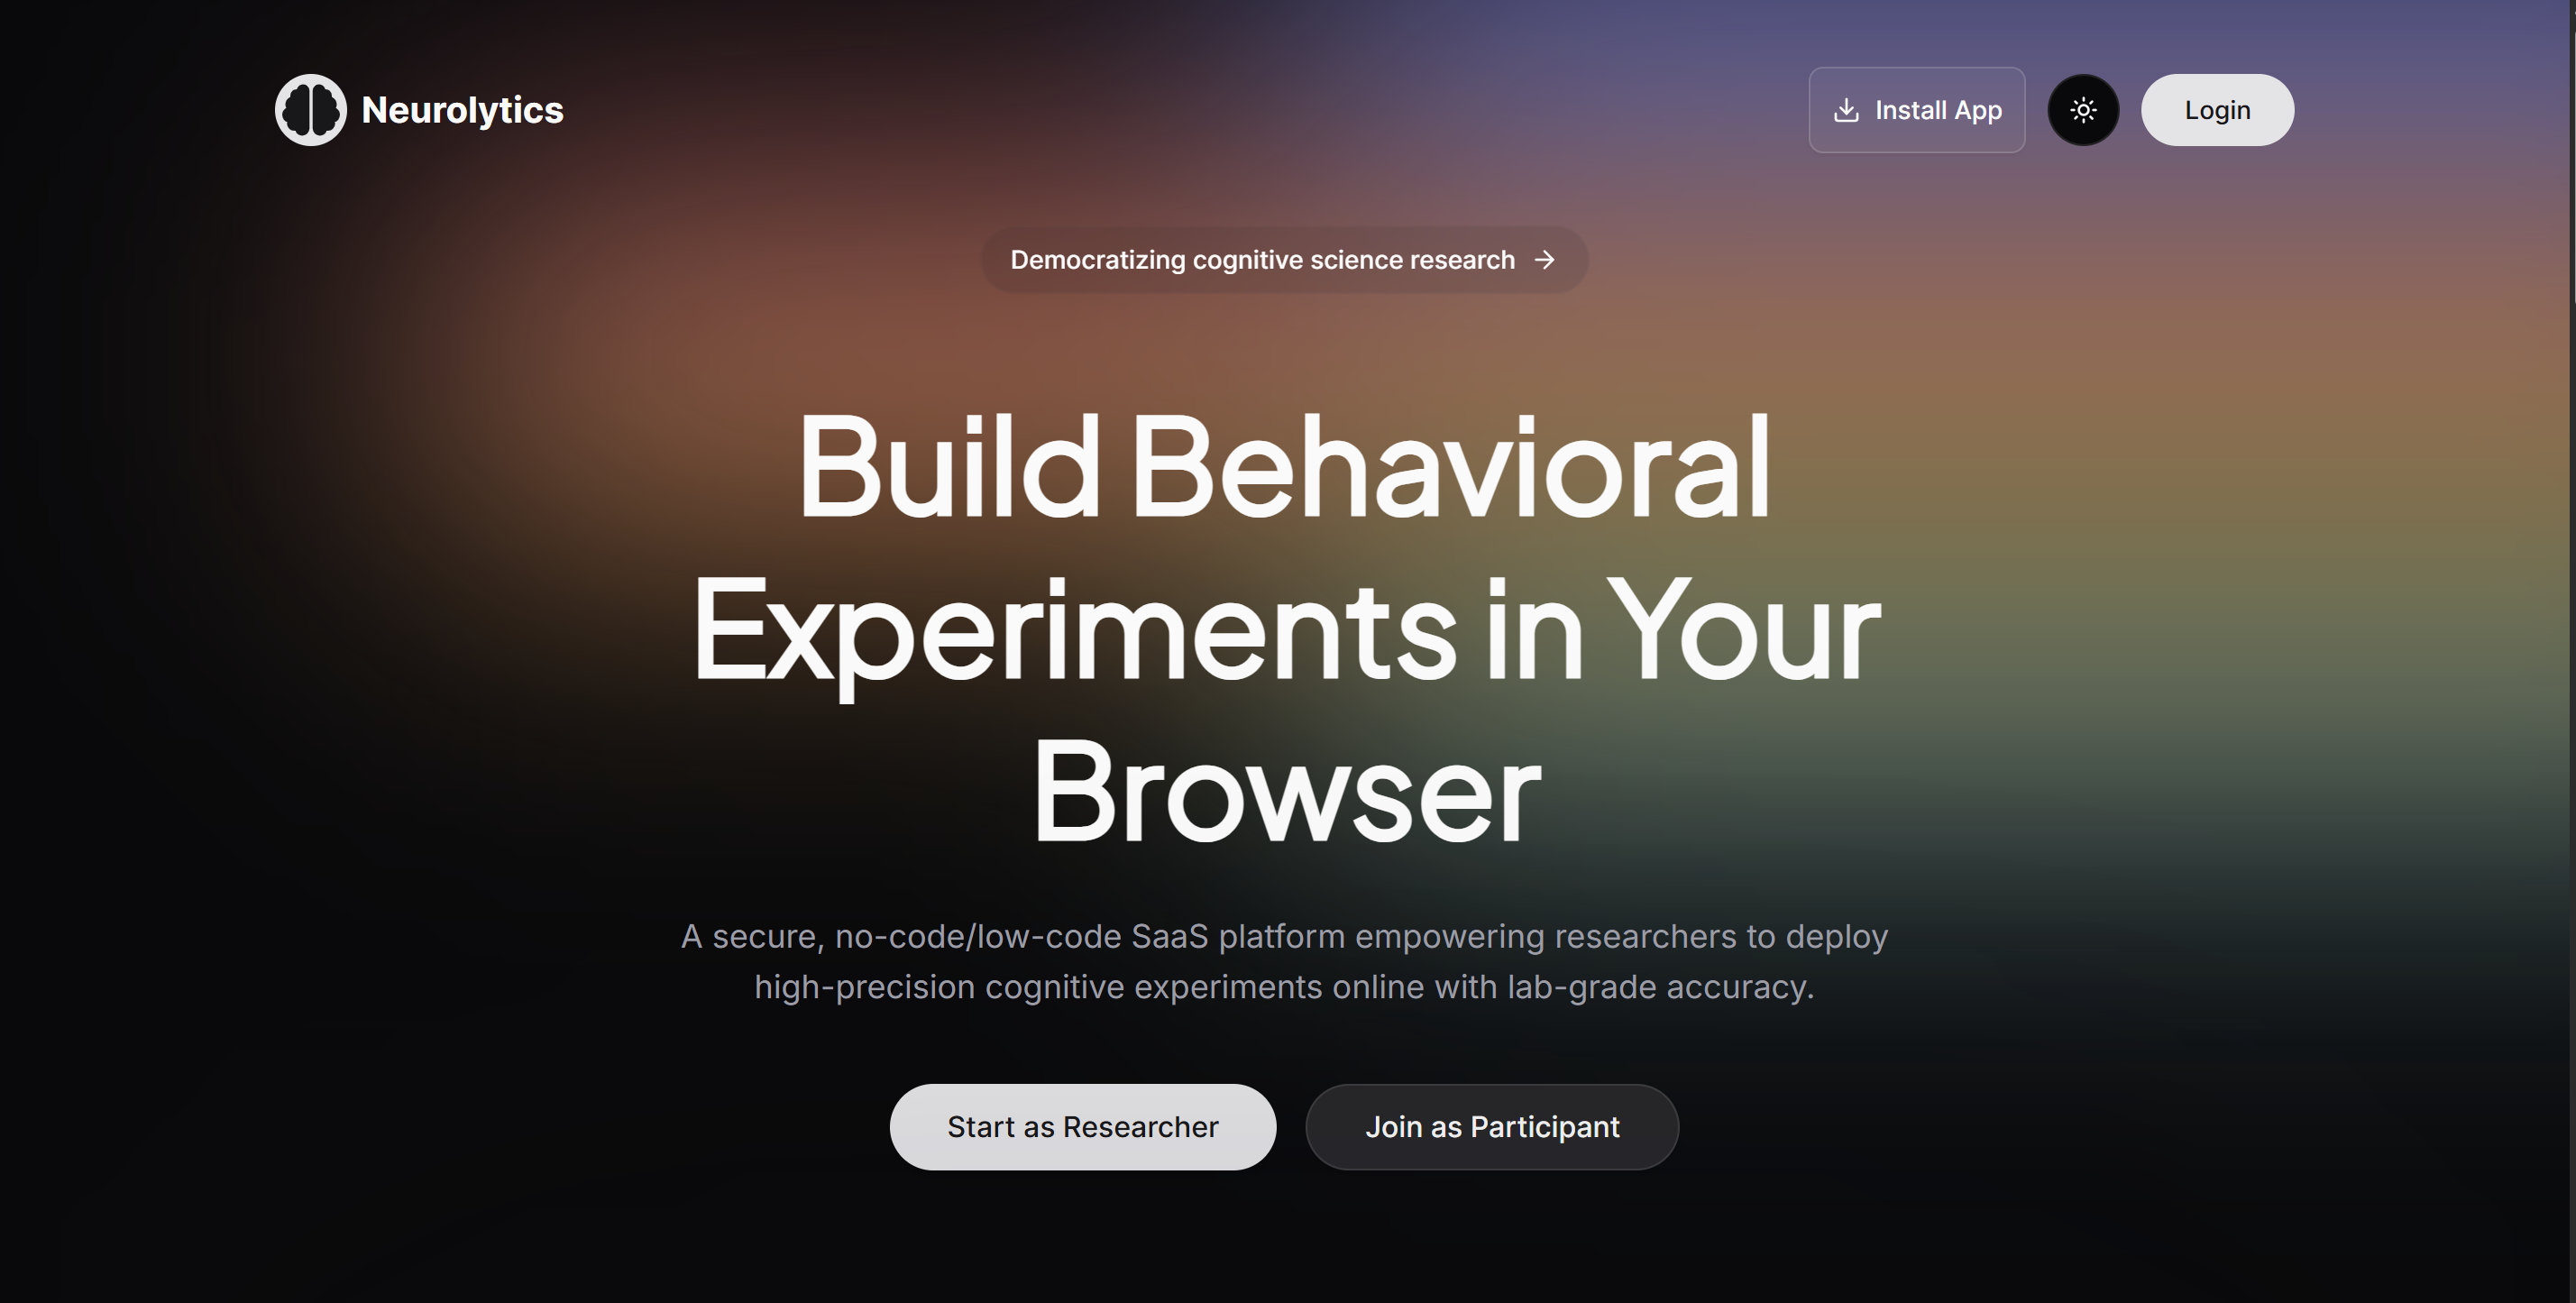 Neurolytics
Install App
Login
Democratizing cognitive science research →
Build Behavioral
Experiments in Your
Browser
A secure, no-code/low-code SaaS platform empowering researchers to deploy
high-precision cognitive experiments online with lab-grade accuracy.
Start as Researcher
Join as Participant